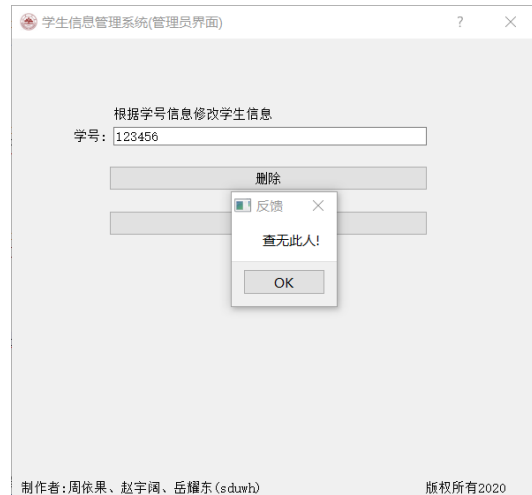 学生信息管理系统(管理员界面)
根据学号信息修改学生信息
学号: 123456
删除
反馈
查无此人!
OK
制作者:周依果、赵宇阔、岳耀东(sduwh)
版权所有2020